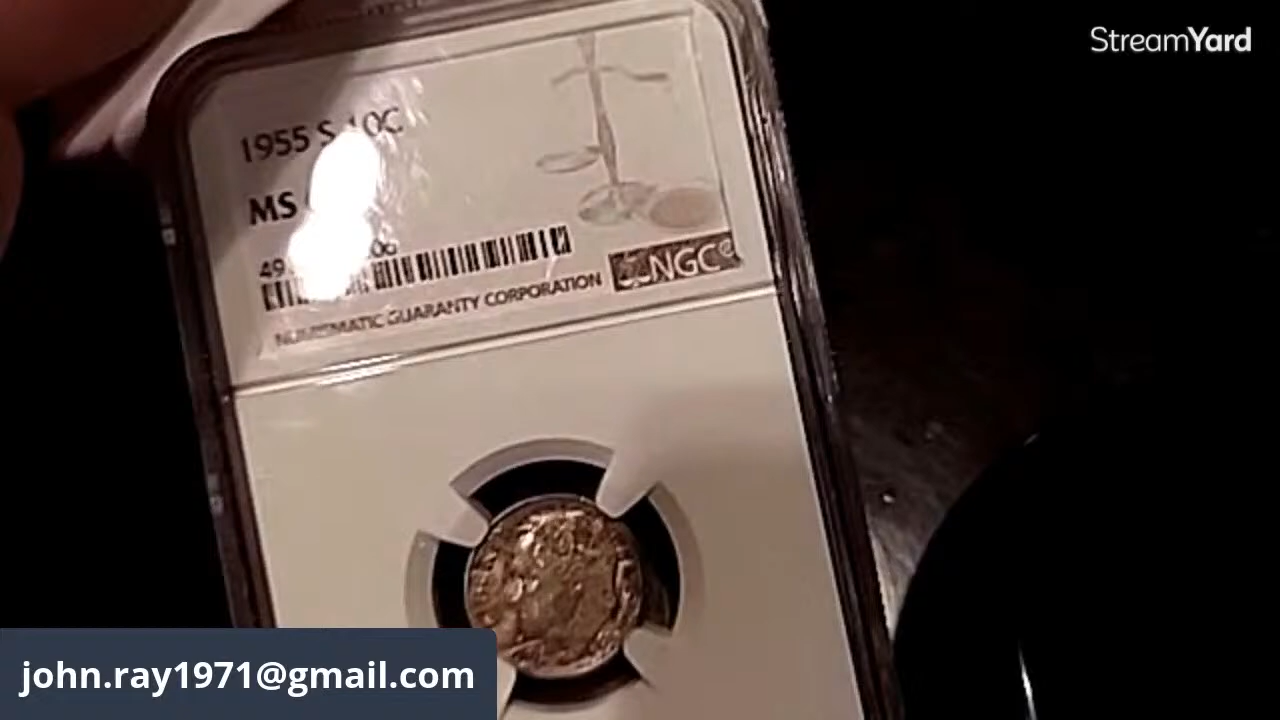 StreamYard
1955 S 10C
MS
NGC
NUMISMATIC GUARANTY CORPORATION
john.ray1971@gmail.com